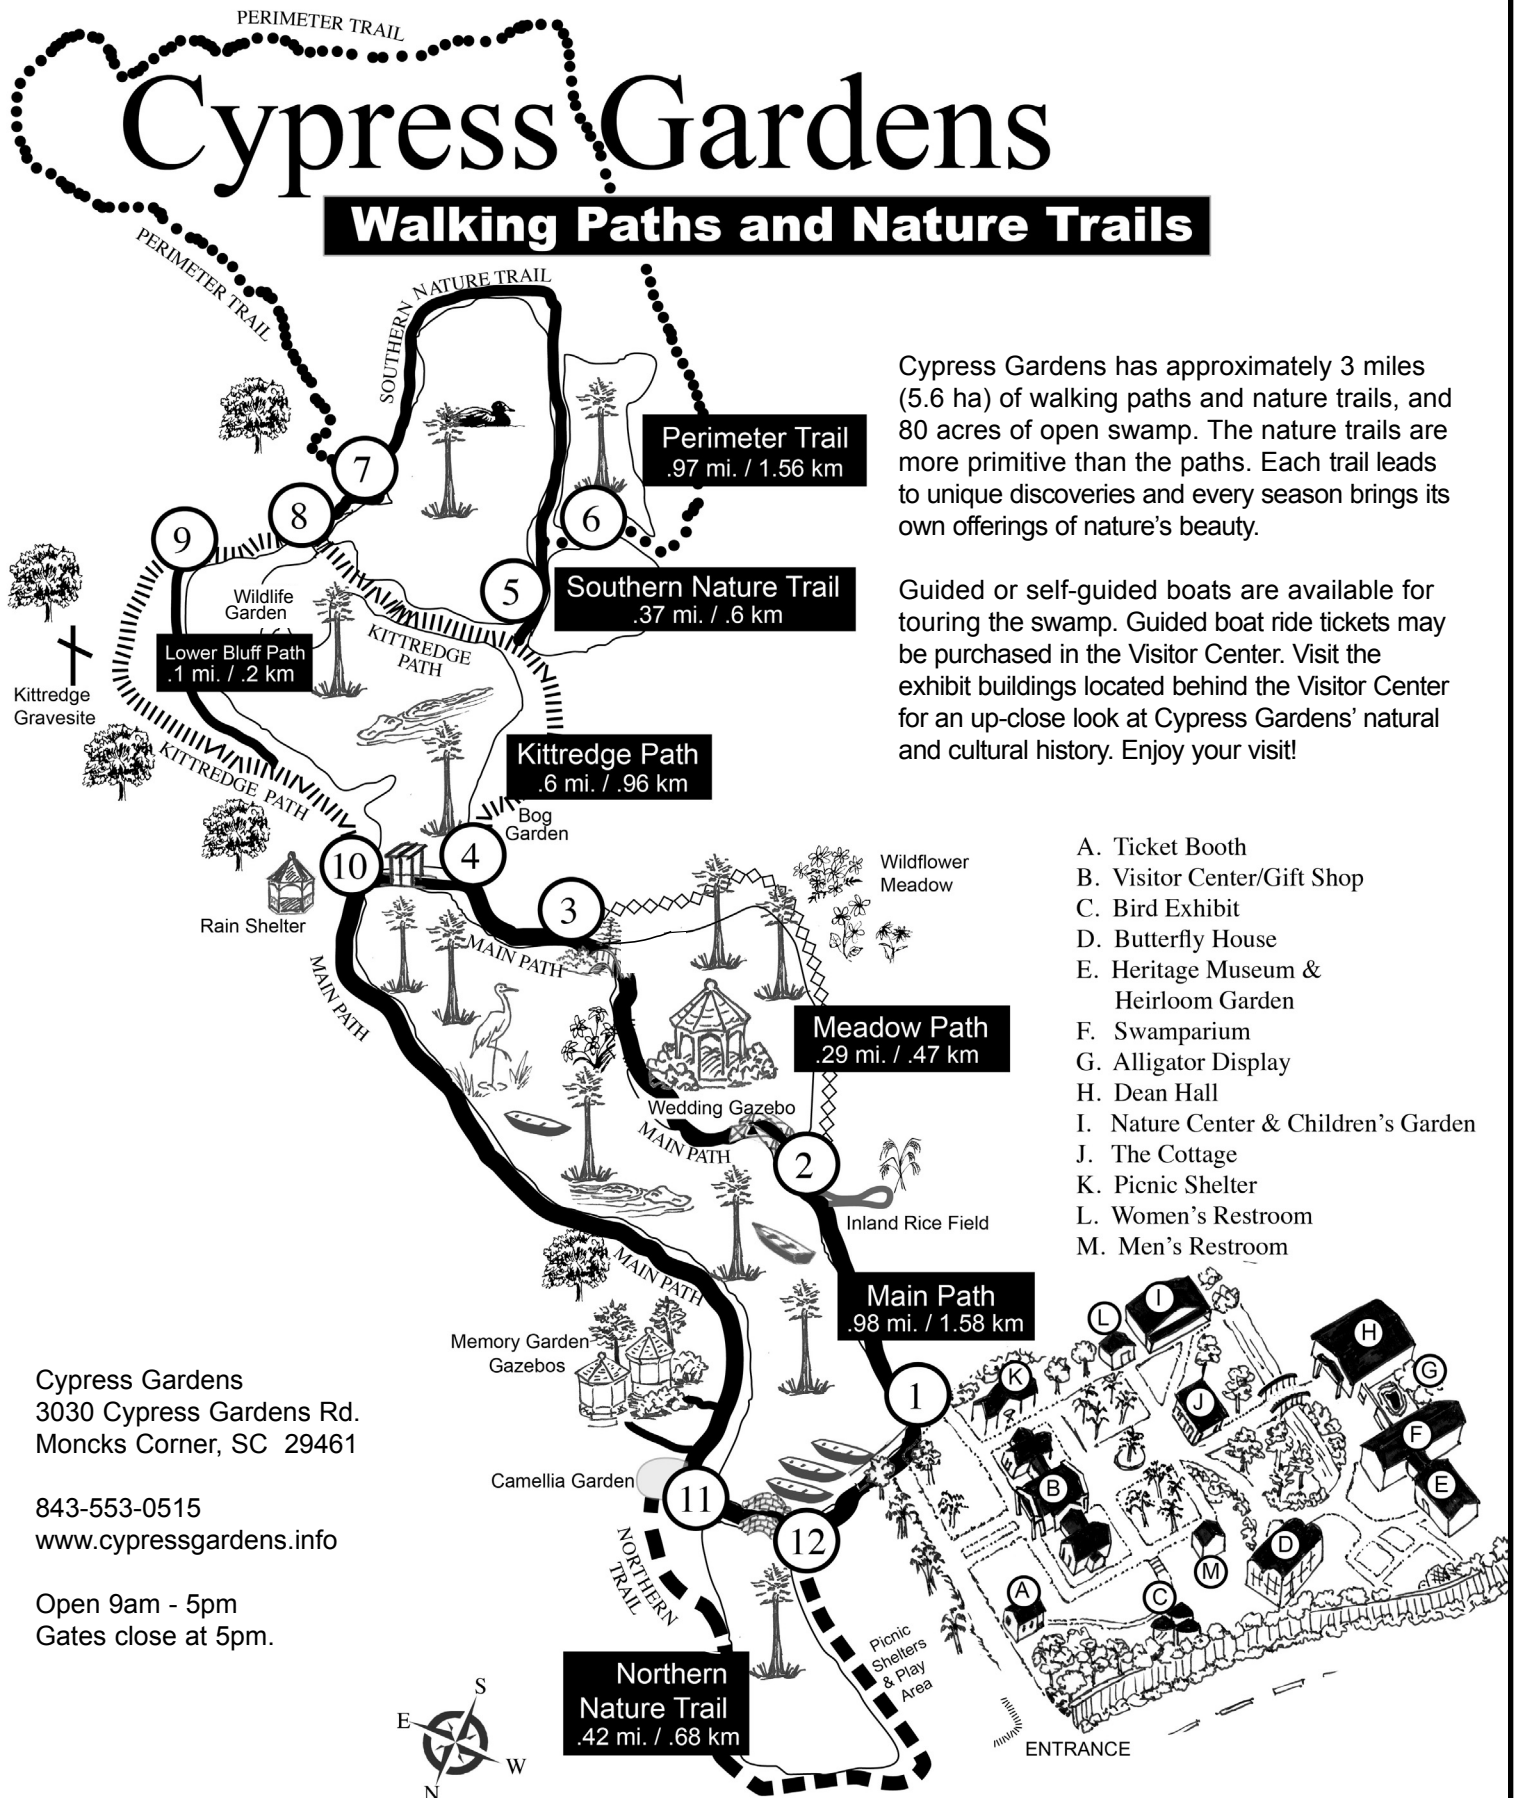 PERIMETER TRAIL
Cypress Gardens
Walking Paths and Nature Trails
PERIMETER TRAIL
SOUTHERN NATURE TRAIL
Cypress Gardens has approximately 3 miles
(5.6 ha) of walking paths and nature trails, and
80 acres of open swamp. The nature trails are
more primitive than the paths. Each trail leads
to unique discoveries and every season brings its
own offerings of nature's beauty.
Guided or self-guided boats are available for
touring the swamp. Guided boat ride tickets may
be purchased in the Visitor Center. Visit the
exhibit buildings located behind the Visitor Center
for an up-close look at Cypress Gardens' natural
and cultural history. Enjoy your visit!
Perimeter Trail
.97 mi. / 1.56 km
7
8
6
9
5
Southern Nature Trail
.37 mi. / .6 km
Wildlife
Garden
KITTREDGE
PATH
Lower Bluff Path
.1 mi. / .2 km
Kittredge
Gravesite
KITTREDGE PATH
Kittredge Path
.6 mi. / .96 km
Bog
Garden
10
4
3
Rain Shelter
MAIN PATH
MAIN PATH
Wildflower
Meadow
Meadow Path
.29 mi. / .47 km
Wedding Gazebo
MAIN PATH
2
Inland Rice Field
A. Ticket Booth
B. Visitor Center/Gift Shop
C. Bird Exhibit
D. Butterfly House
E. Heritage Museum &
Heirloom Garden
F. Swamparium
G. Alligator Display
H. Dean Hall
I. Nature Center & Children's Garden
J. The Cottage
K. Picnic Shelter
L. Women's Restroom
M. Men's Restroom
MAIN PATH
Main Path
.98 mi. / 1.58 km
Memory Garden
Gazebos
1
Camellia Garden
11
12
NORTHERN
TRAIL
Northern
Nature Trail
.42 mi. / .68 km
Picnic
Shelters
& Play
Area
I
L
H
K
G
J
F
B
E
D
M
A
C
ENTRANCE
Cypress Gardens
3030 Cypress Gardens Rd.
Moncks Corner, SC 29461
843-553-0515
www.cypressgardens.info
Open 9am - 5pm
Gates close at 5pm.
S
E
W
N